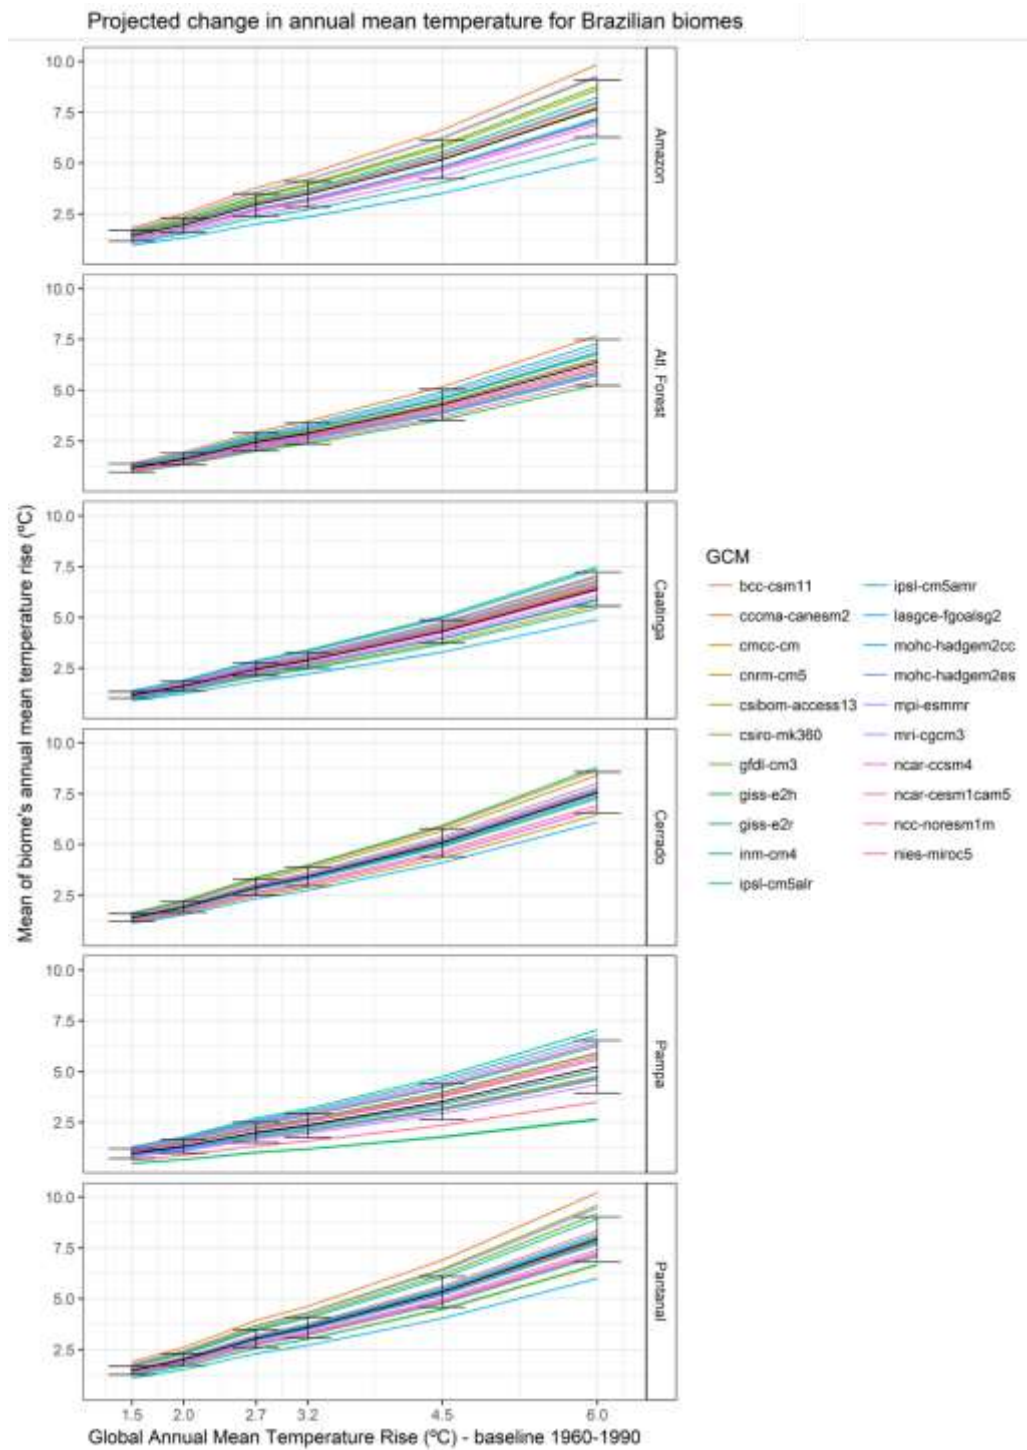 Projected change in annual mean temperature for Brazilian biomes
Mean of biome's annual mean temperature rise (ºC)
10.0
7.5
5.0
2.5
Amazon
10.0
7.5
5.0
2.5
Atl. Forest
10.0
7.5
5.0
2.5
Caatinga
10.0
7.5
5.0
2.5
Cerrado
10.0
7.5
5.0
2.5
Pampa
10.0
7.5
5.0
2.5
Pantanal
1.5 2.0 2.7 3.2 4.5 6.0
Global Annual Mean Temperature Rise (ºC) - baseline 1960-1990
GCM
bcc-csm11
cccma-canesm2
cmcc-cm
cnrm-cm5
csibom-access13
csiro-mk360
gfdl-cm3
giss-e2h
giss-e2r
inm-cm4
ipsl-cm5alr
ipsl-cm5amr
lasgce-fgoalsg2
mohc-hadgem2cc
mohc-hadgem2es
mpi-esmmr
mri-cgcm3
ncar-ccsm4
ncar-cesm1cam5
ncc-noresm1m
nies-miroc5